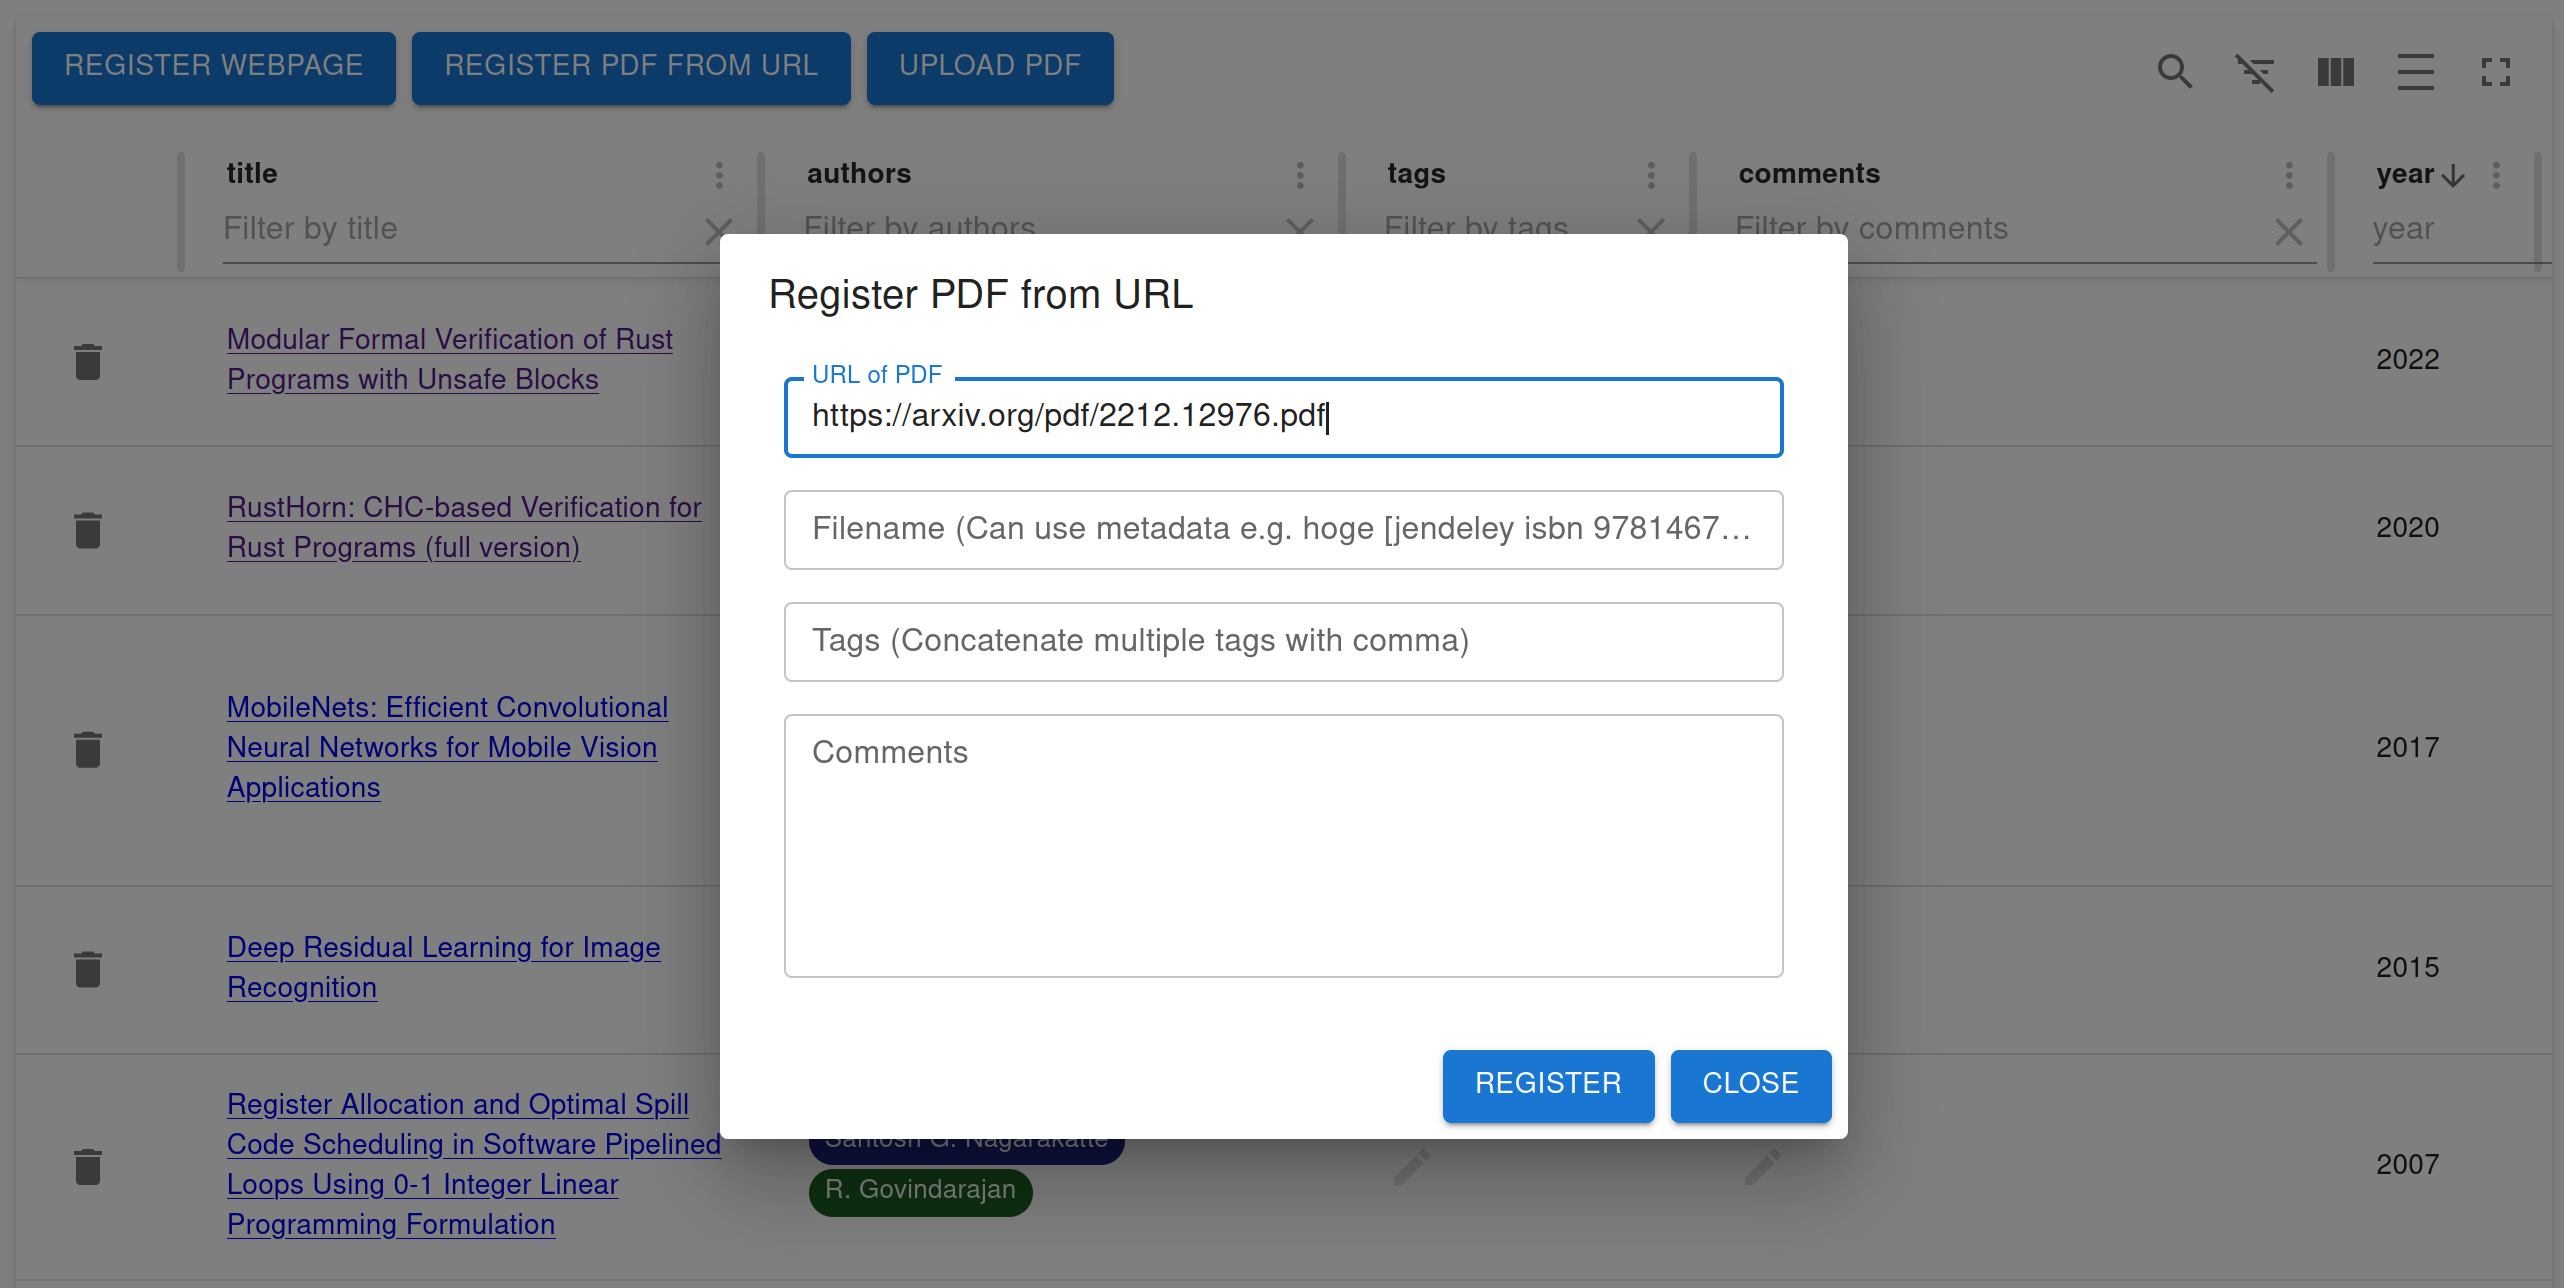 REGISTER WEBPAGE REGISTER PDF FROM URL UPLOAD PDF
title authors tags comments year
Filter by title Filter by authors Filter by tags Filter by comments year
Register PDF from URL
URL of PDF
https://arxiv.org/pdf/2212.12976.pdf
Filename (Can use metadata e.g. hoge [jendeley isbn 9781467...
Tags (Concatenate multiple tags with comma)
Comments
REGISTER CLOSE
Modular Formal Verification of Rust
Programs with Unsafe Blocks
2022
RustHorn: CHC-based Verification for
Rust Programs (full version)
2020
MobileNets: Efficient Convolutional
Neural Networks for Mobile Vision
Applications
2017
Deep Residual Learning for Image
Recognition
2015
Register Allocation and Optimal Spill
Code Scheduling in Software Pipelined
Loops Using 0-1 Integer Linear
Programming Formulation
Santosh G. Nagarakatte
R. Govindarajan
2007